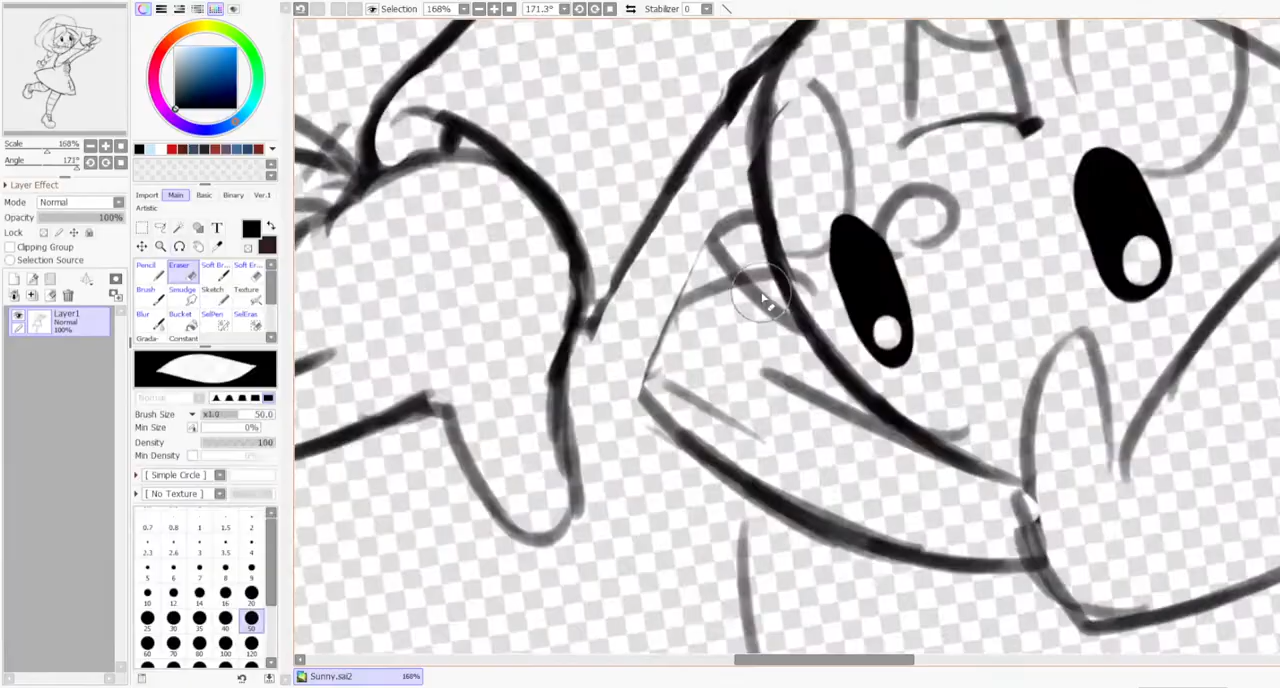 Selection 168% 171.3° Stabilizer 0
Scale 168%
Angle 171°
Layer Effect
Mode Normal
Opacity 100%
Lock
Clipping Group
Selection Source
Layer1
Normal
100%
Import Main Basic Binary Ver.1
Artistic
T
Pencil Eraser Soft Br... Soft Er...
Brush Smudge Sketch Texture
Blur Bucket SelPen SelEras
Gradar Constant
Normal
Brush Size x1.0 50.0
Min Size 0%
Density 100
Min Density
[ Simple Circle ]
[ No Texture ]
0.7 0.8 1 1.5 2
2.3 2.6 3 3.5 4
5 6 7 8 9
10 12 14 16 20
25 30 35 40 50
60 70 80 100 120
Sunny.sai2 168%